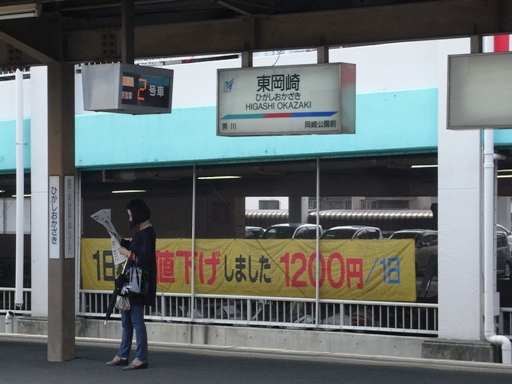 2号車
東岡崎
ひがしおかざき
HIGASHI OKAZAKI
男川
岡崎公園前
ひがしおかざき
1日 値下げしました 1200円/1日